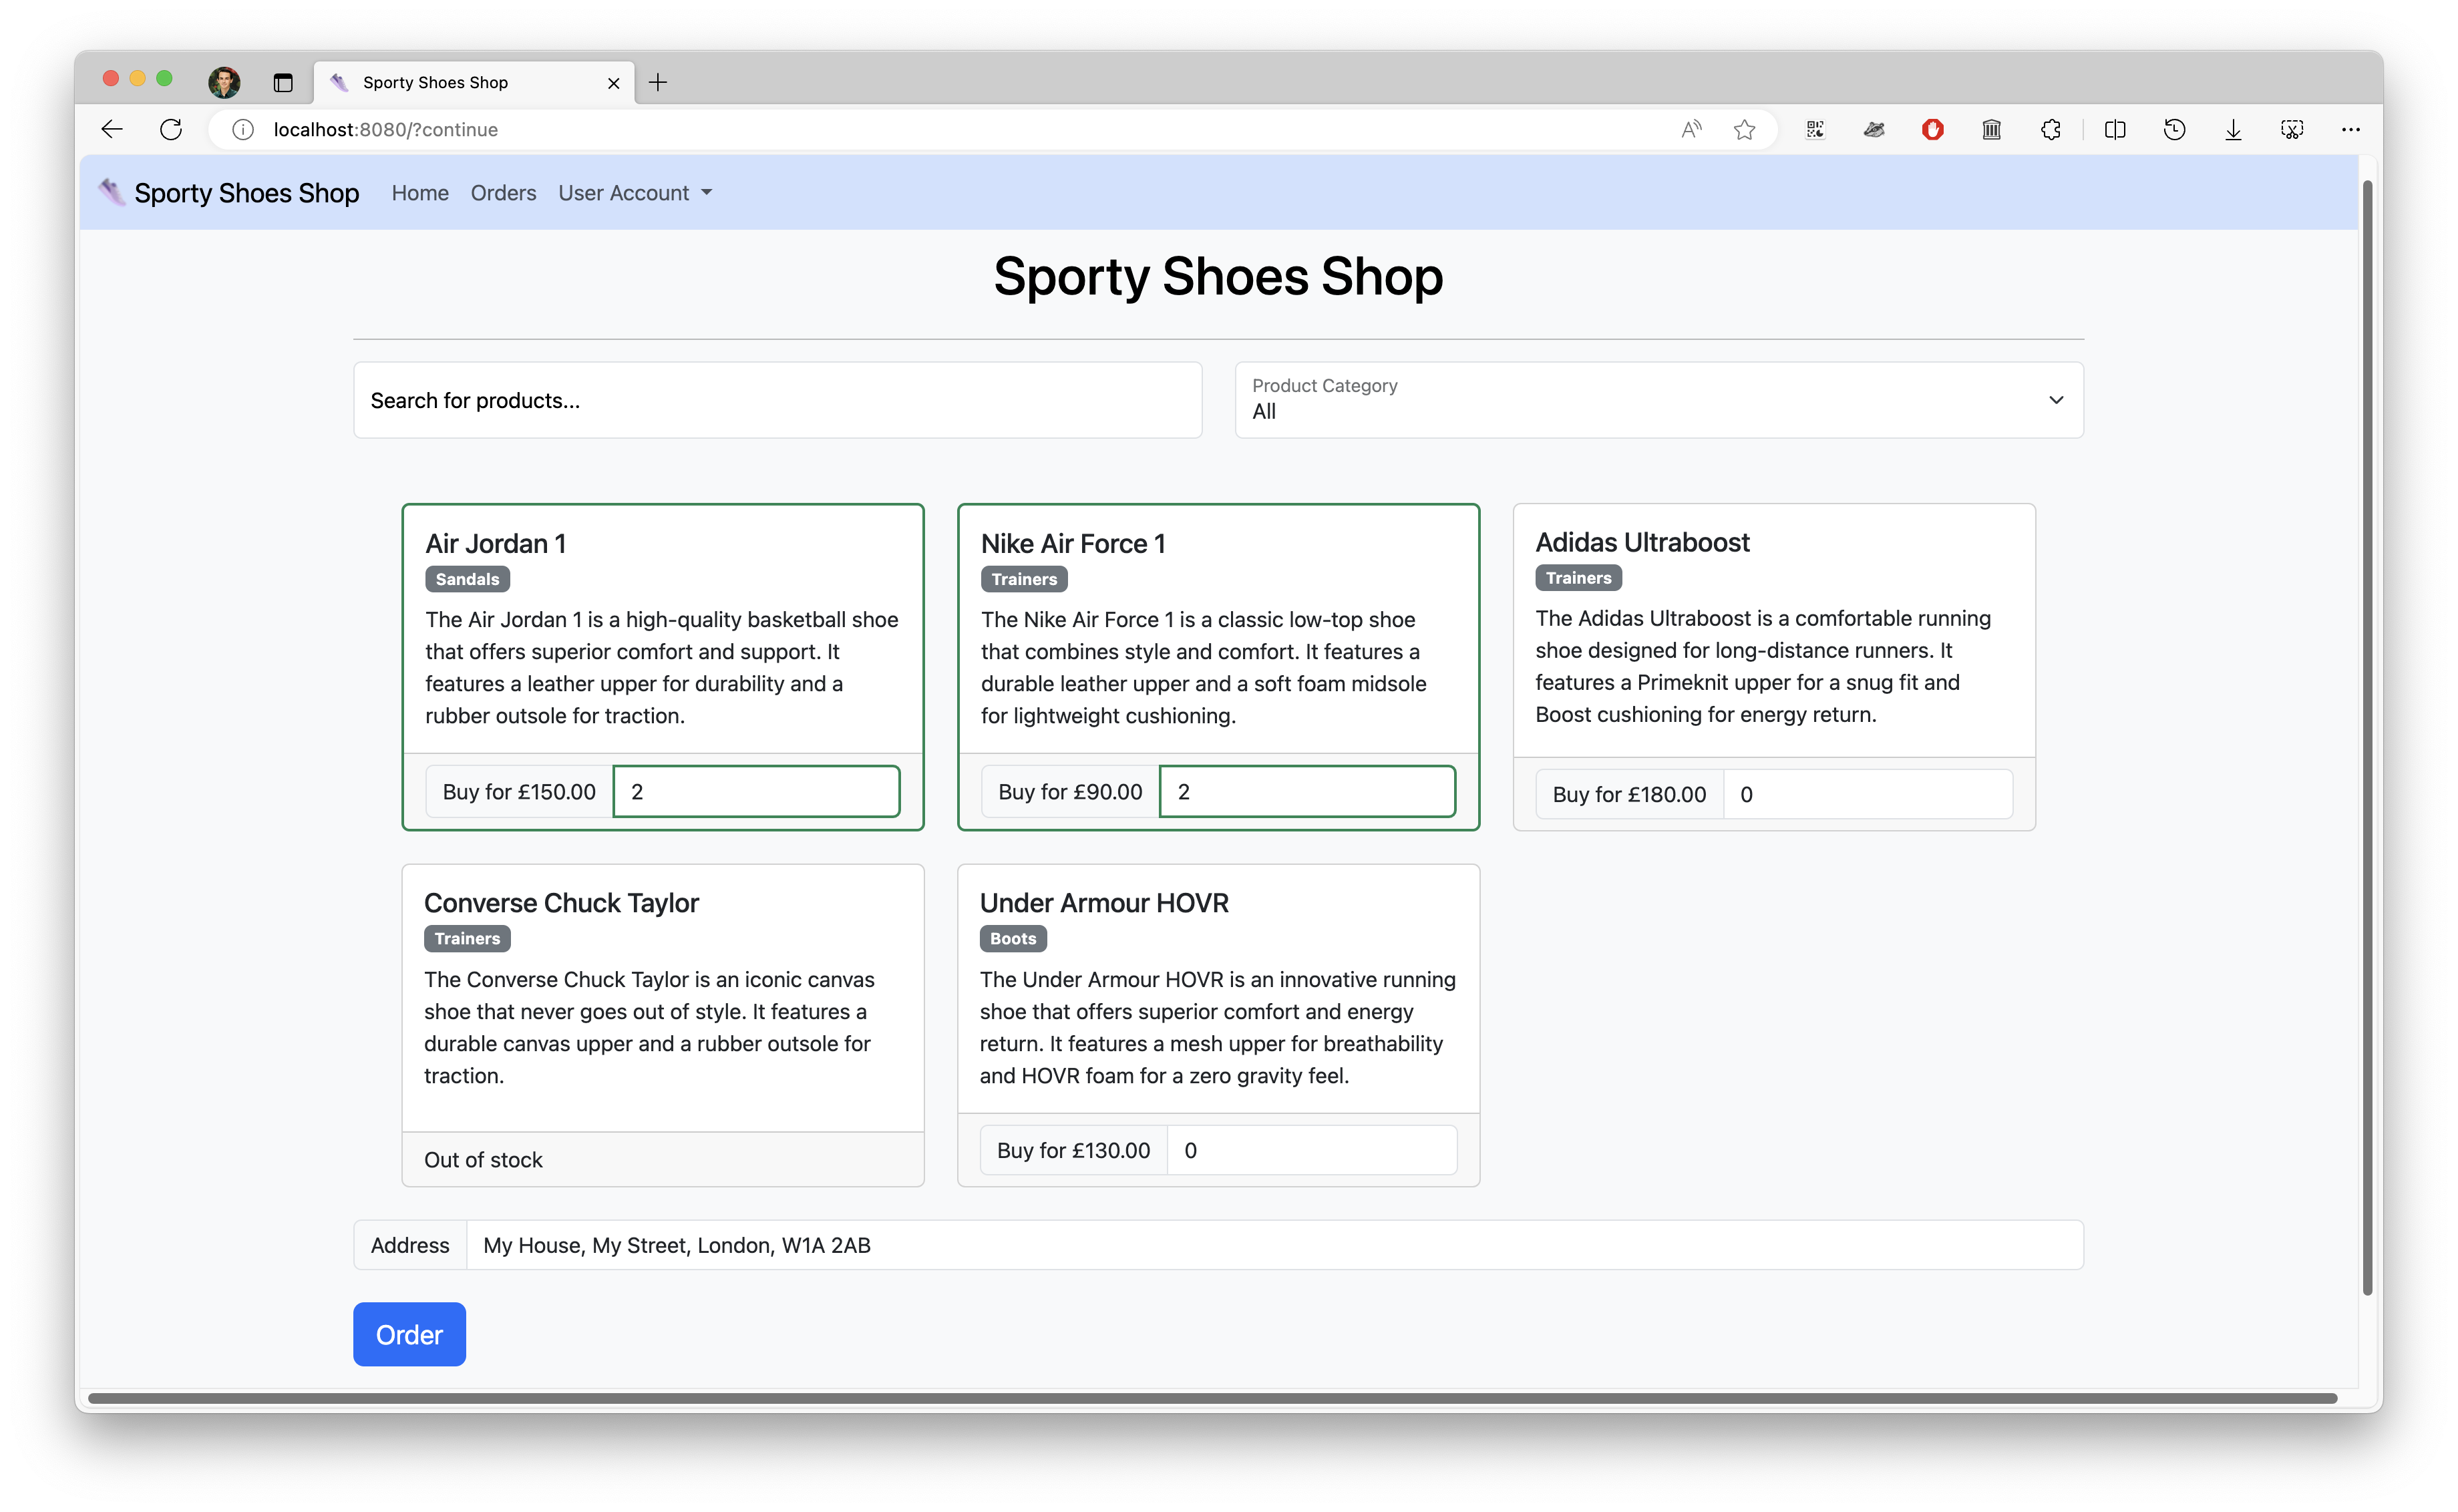 Sporty Shoes Shop
localhost:8080/?continue
Sporty Shoes Shop Home Orders User Account
Sporty Shoes Shop
Search for products...
Product Category
All
Air Jordan 1
Sandals
The Air Jordan 1 is a high-quality basketball shoe
that offers superior comfort and support. It
features a leather upper for durability and a
rubber outsole for traction.
Buy for £150.00 2
Nike Air Force 1
Trainers
The Nike Air Force 1 is a classic low-top shoe
that combines style and comfort. It features a
durable leather upper and a soft foam midsole
for lightweight cushioning.
Buy for £90.00 2
Adidas Ultraboost
Trainers
The Adidas Ultraboost is a comfortable running
shoe designed for long-distance runners. It
features a Primeknit upper for a snug fit and
Boost cushioning for energy return.
Buy for £180.00 0
Converse Chuck Taylor
Trainers
The Converse Chuck Taylor is an iconic canvas
shoe that never goes out of style. It features a
durable canvas upper and a rubber outsole for
traction.
Out of stock
Under Armour HOVR
Boots
The Under Armour HOVR is an innovative running
shoe that offers superior comfort and energy
return. It features a mesh upper for breathability
and HOVR foam for a zero gravity feel.
Buy for £130.00 0
Address My House, My Street, London, W1A 2AB
Order